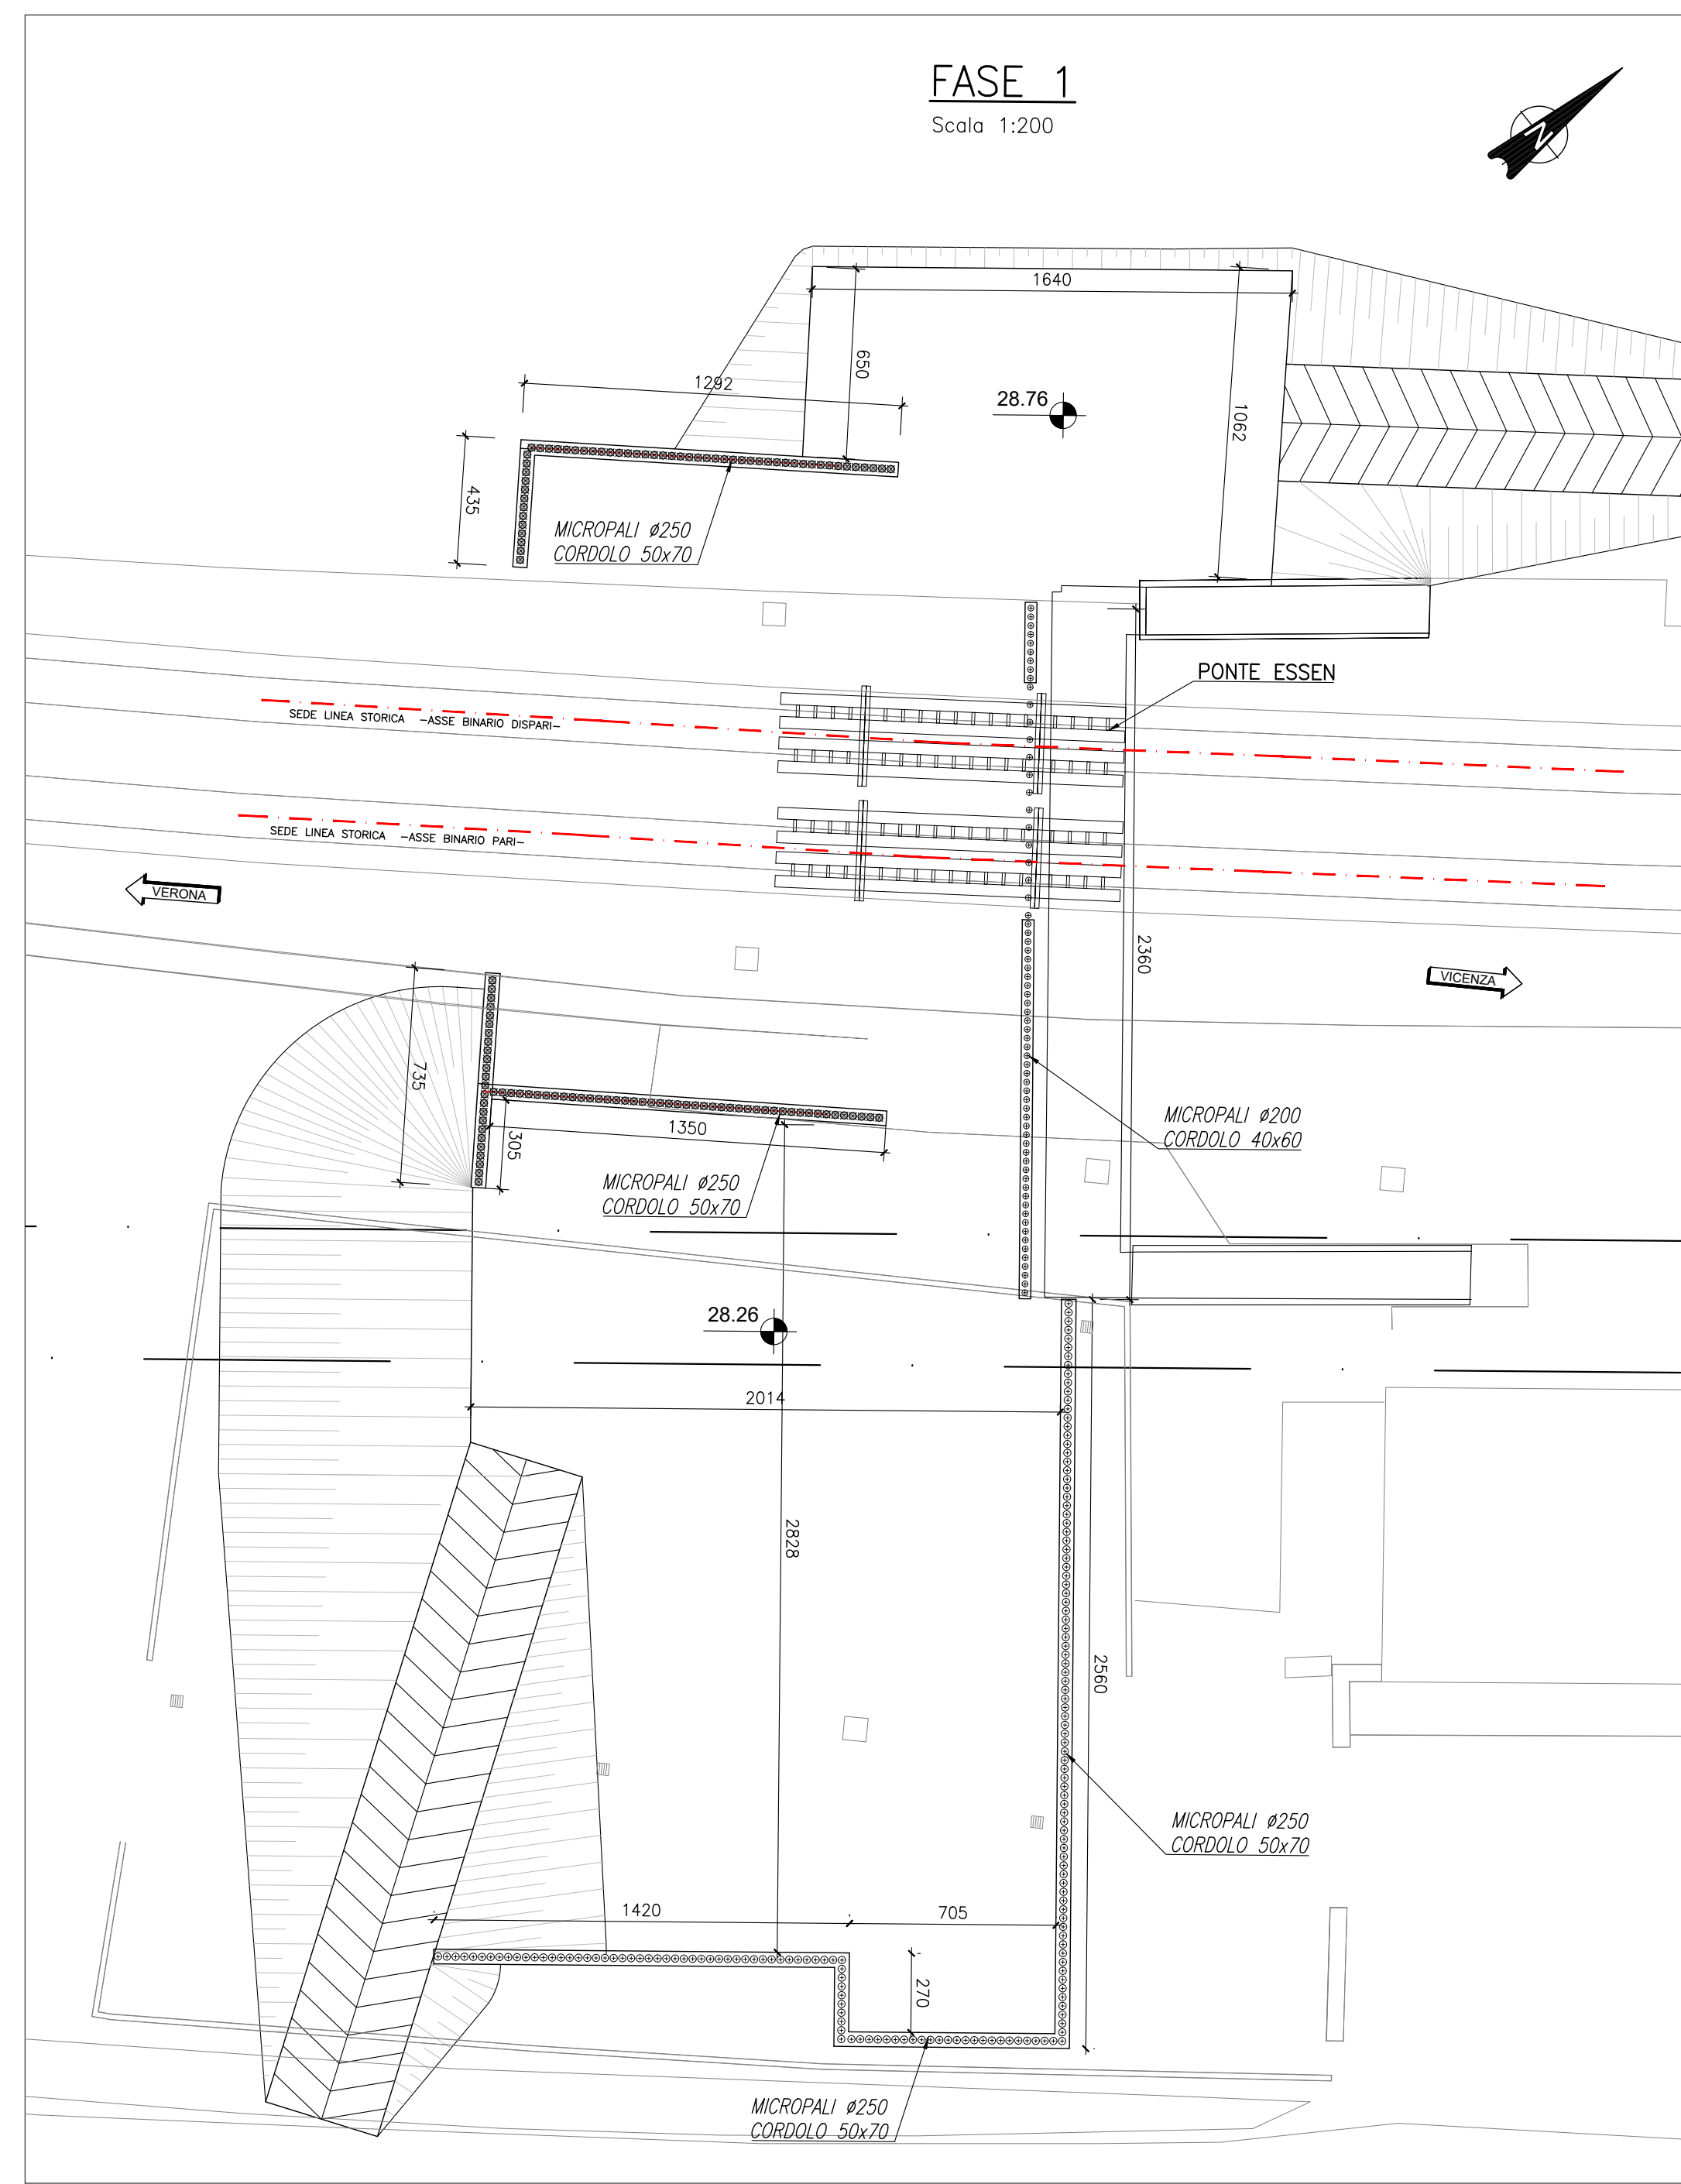 FASE 1
Scala 1:200
N
1640
650
1292
28.76
1062
435
MICROPALI ø250
CORDOLO 50x70
PONTE ESSEN
SEDE LINEA STORICA -ASSE BINARIO DISPARI-
SEDE LINEA STORICA -ASSE BINARIO PARI-
VERONA
2360
VICENZA
735
MICROPALI ø200
CORDOLO 40x60
1350
305
MICROPALI ø250
CORDOLO 50x70
28.26
2014
2828
2560
MICROPALI ø250
CORDOLO 50x70
1420
705
270
MICROPALI ø250
CORDOLO 50x70